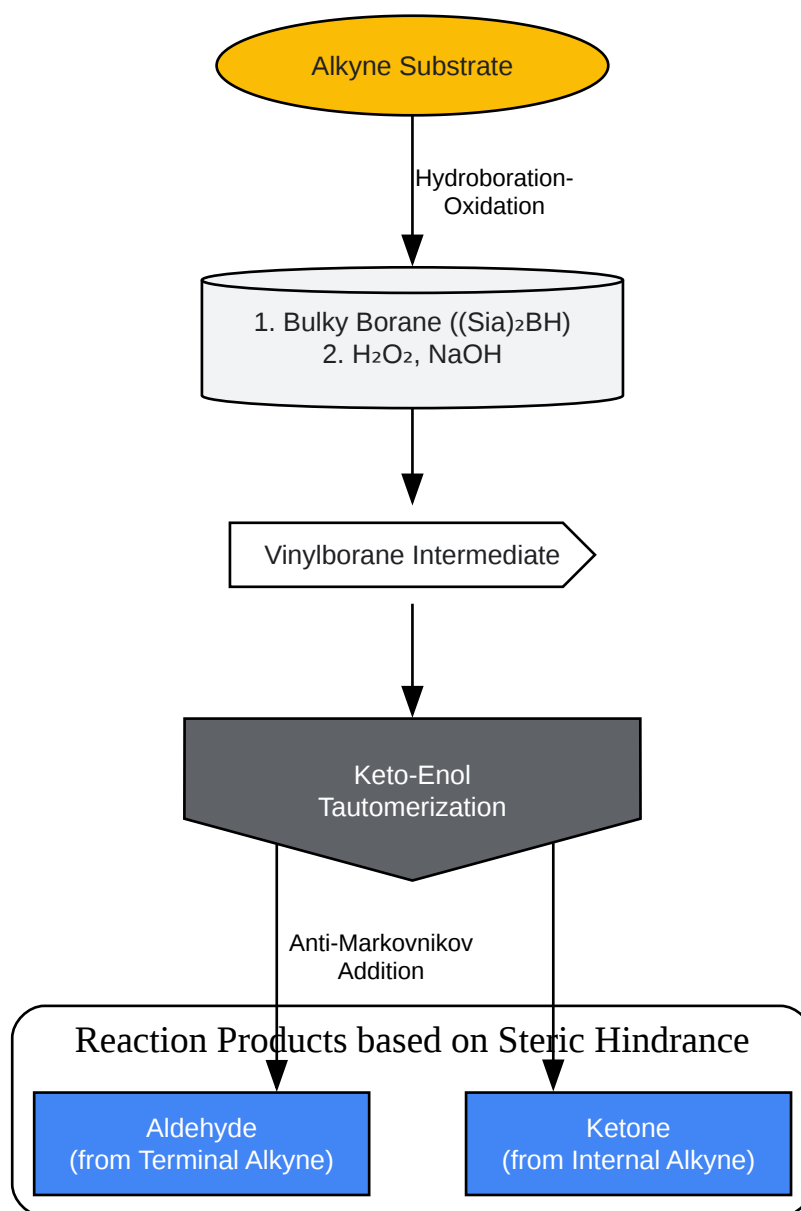 Alkyne Substrate
Hydroboration-
Oxidation
1. Bulky Borane ((Sia)₂BH)
2. H₂O₂, NaOH
Vinylborane Intermediate
Keto-Enol
Tautomerization
Anti-Markovnikov
Addition
Reaction Products based on Steric Hindrance
Aldehyde
(from Terminal Alkyne)
Ketone
(from Internal Alkyne)